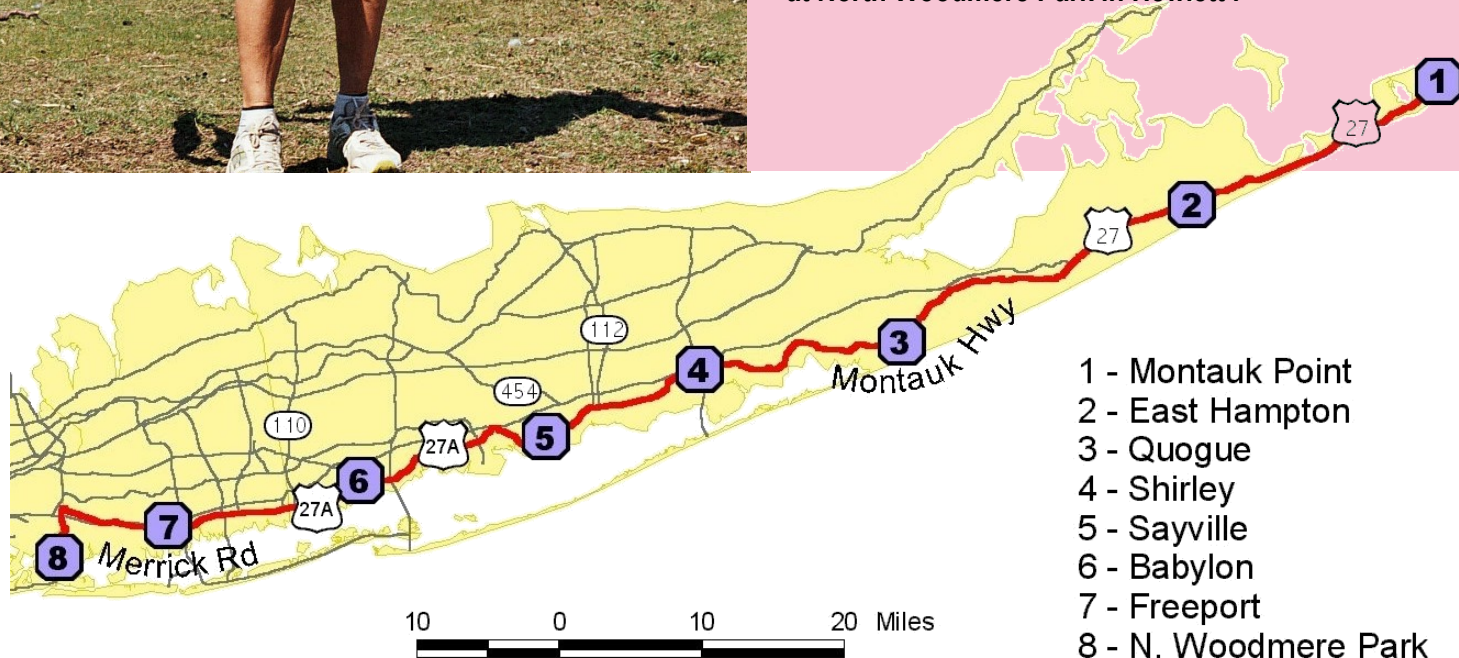 1
27
2
27
3
Montauk Hwy
112
4
454
5
110
27A
6
27A
7
8
Merrick Rd
1 - Montauk Point
2 - East Hampton
3 - Quogue
4 - Shirley
5 - Sayville
6 - Babylon
7 - Freeport
8 - N. Woodmere Park
10 0 10 20 Miles